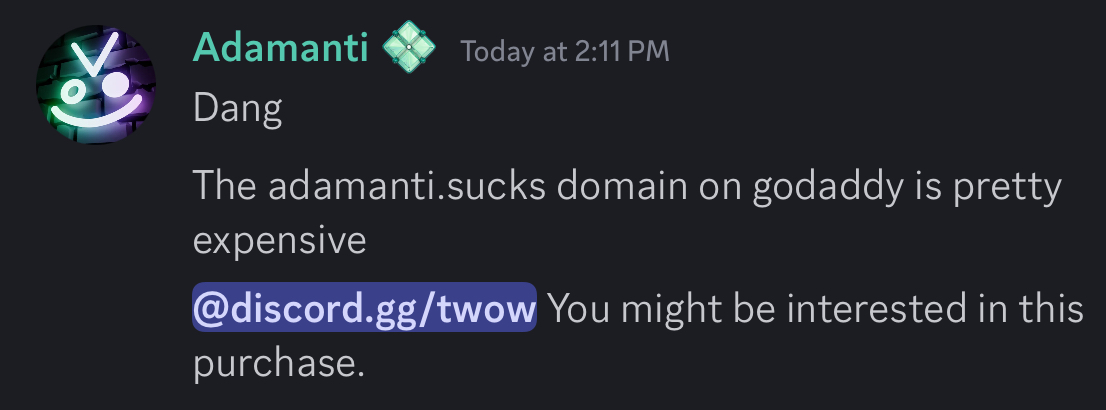 Adamanti Today at 2:11 PM
Dang
The adamanti.sucks domain on godaddy is pretty
expensive
@discord.gg/twow You might be interested in this
purchase.